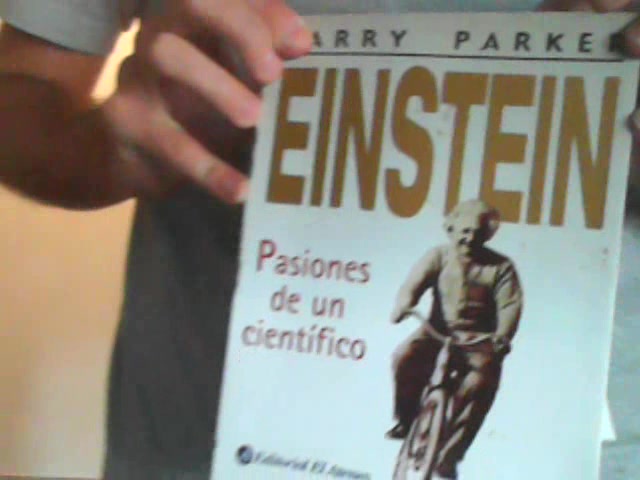 ARRY PARKE
EINSTEIN
Pasiones
de un
científico
Editorial El Ateneo